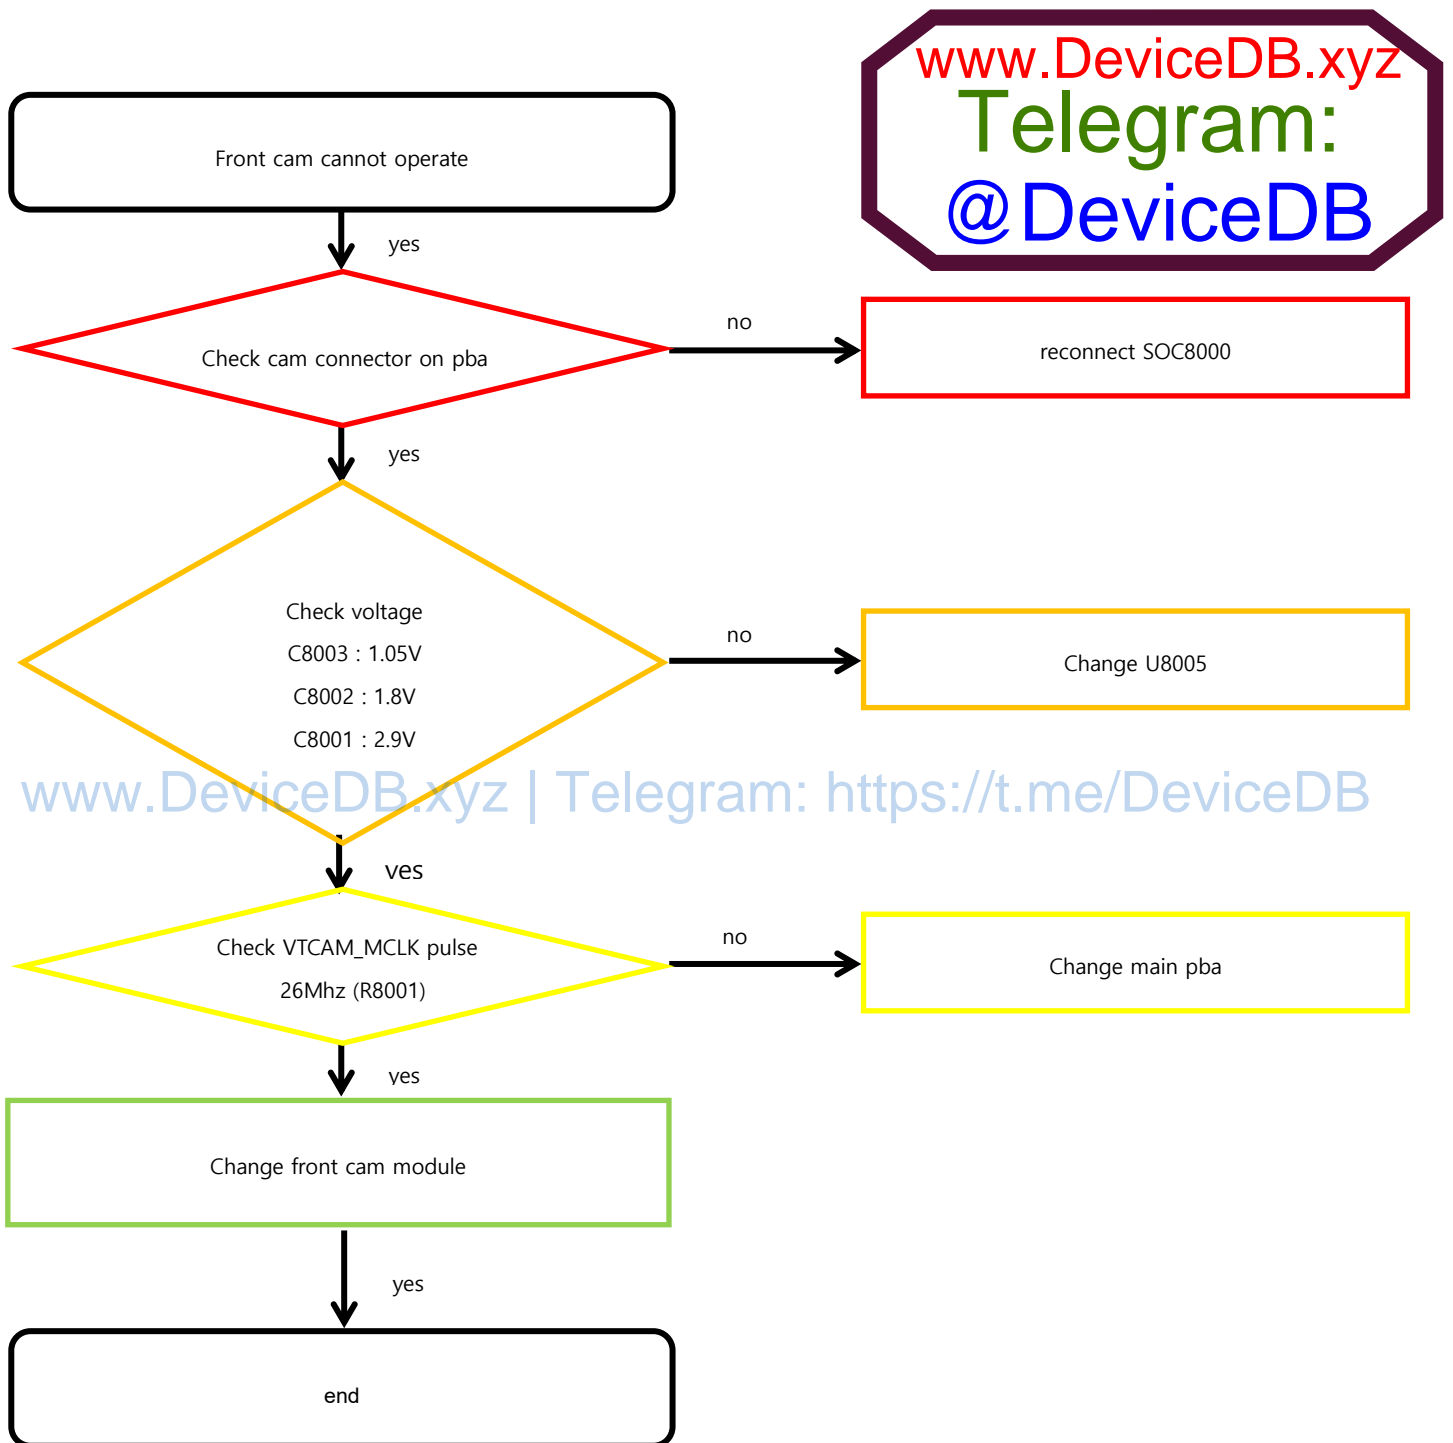 www.DeviceDB.xyz
Telegram:
@DeviceDB
Front cam cannot operate
yes
Check cam connector on pba
no
reconnect SOC8000
yes
Check voltage
C8003 : 1.05V
C8002 : 1.8V
C8001 : 2.9V
no
Change U8005
www.DeviceDB.xyz | Telegram: https://t.me/DeviceDB
yes
Check VTCAM_MCLK pulse
26Mhz (R8001)
no
Change main pba
yes
Change front cam module
yes
end